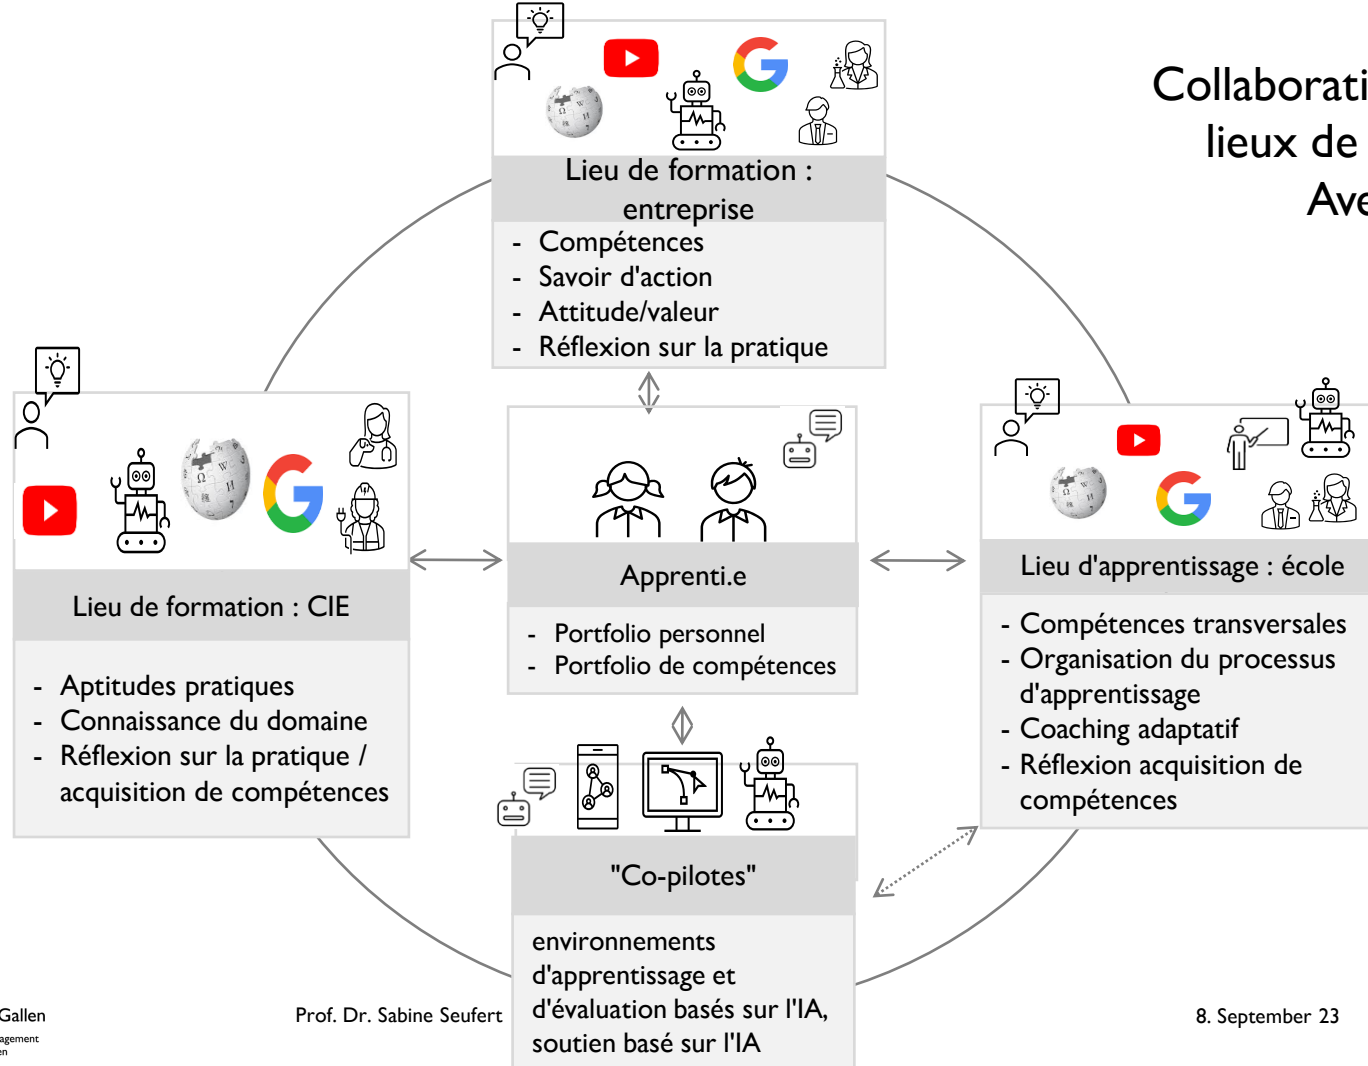 Collaborati
lieux de
Ave
Lieu de formation :
entreprise
- Compétences
- Savoir d'action
- Attitude/valeur
- Réflexion sur la pratique
Lieu de formation : CIE
- Aptitudes pratiques
- Connaissance du domaine
- Réflexion sur la pratique /
acquisition de compétences
Apprenti.e
- Portfolio personnel
- Portfolio de compétences
Lieu d'apprentissage : école
- Compétences transversales
- Organisation du processus
d'apprentissage
- Coaching adaptatif
- Réflexion acquisition de
compétences
"Co-pilotes"
environnements
d'apprentissage et
d'évaluation basés sur l'IA,
soutien basé sur l'IA
Gallen
agement
en
Prof. Dr. Sabine Seufert
8. September 23